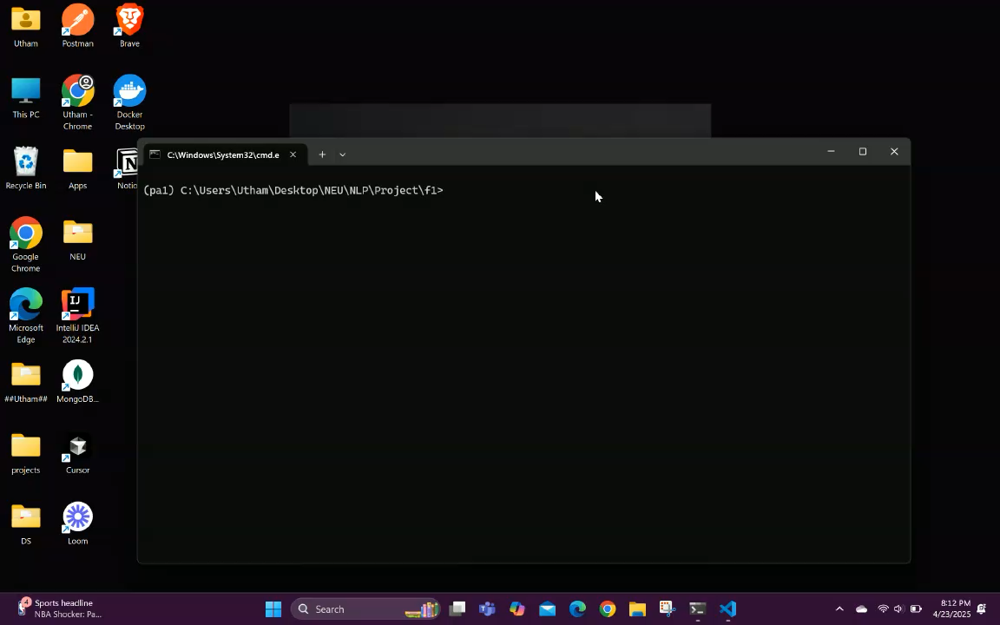 Utham
Postman
Brave
This PC
Utham -
Chrome
Docker
Desktop
Recycle Bin
Apps
Notio
Google
Chrome
NEU
Microsoft
Edge
IntelliJ IDEA
2024.2.1
##Utham##
MongoDB...
projects
Cursor
DS
Loom
C:\Windows\System32\cmd.e
(pa1) C:\Users\Utham\Desktop\NEU\NLP\Project\f1>
4
Sports headline
NBA Shocker: Pa...
Search
8:12 PM
4/23/2025